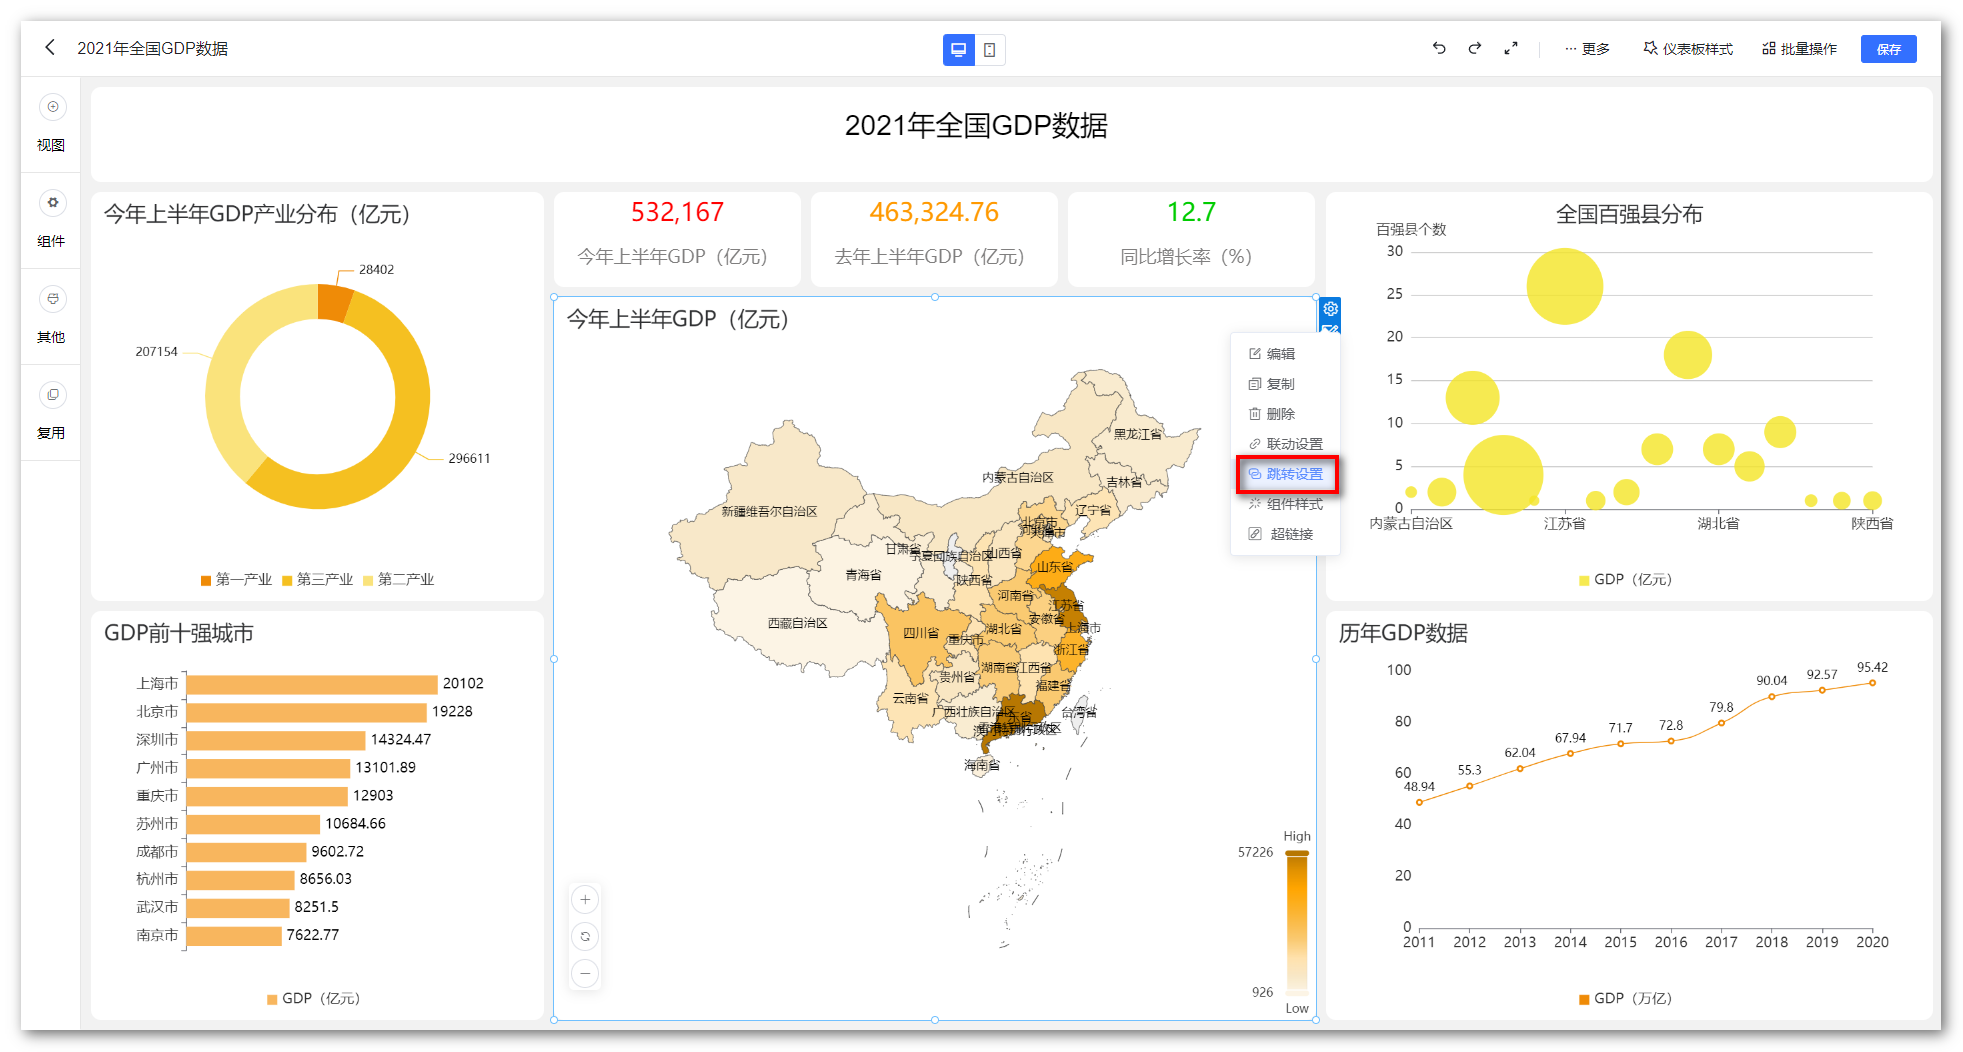 2021年全国GDP数据
··· 更多
仪表板样式
批量操作
保存
视图
组件
其他
复用
2021年全国GDP数据
今年上半年GDP产业分布（亿元）
28402
207154
296611
第一产业 第三产业 第二产业
532,167
今年上半年GDP（亿元）
463,324.76
去年上半年GDP（亿元）
12.7
同比增长率（%）
全国百强县分布
百强县个数
30
25
20
15
10
5
0
内蒙古自治区 江苏省 湖北省 陕西省
GDP（亿元）
今年上半年GDP（亿元）
编辑
复制
删除
联动设置
跳转设置
组件样式
超链接
黑龙江省
内蒙古自治区
吉林省
新疆维吾尔自治区
辽宁省
北京市
河北省
天津市
甘肃省
宁夏回族自治区
山西省
青海省
陕西省
山东省
河南省
江苏省
西藏自治区
安徽省
四川省
湖北省
上海市
重庆市
浙江省
湖南省
江西省
贵州省
福建省
云南省
广西壮族自治区
广东省
台湾省
海南省
High
57226
926
Low
GDP前十强城市
上海市 20102
北京市 19228
深圳市 14324.47
广州市 13101.89
重庆市 12903
苏州市 10684.66
成都市 9602.72
杭州市 8656.03
武汉市 8251.5
南京市 7622.77
GDP（亿元）
历年GDP数据
100
80
60
40
20
0
48.94
55.3
62.04
67.94
71.7
72.8
79.8
90.04
92.57
95.42
2011 2012 2013 2014 2015 2016 2017 2018 2019 2020
GDP（万亿）